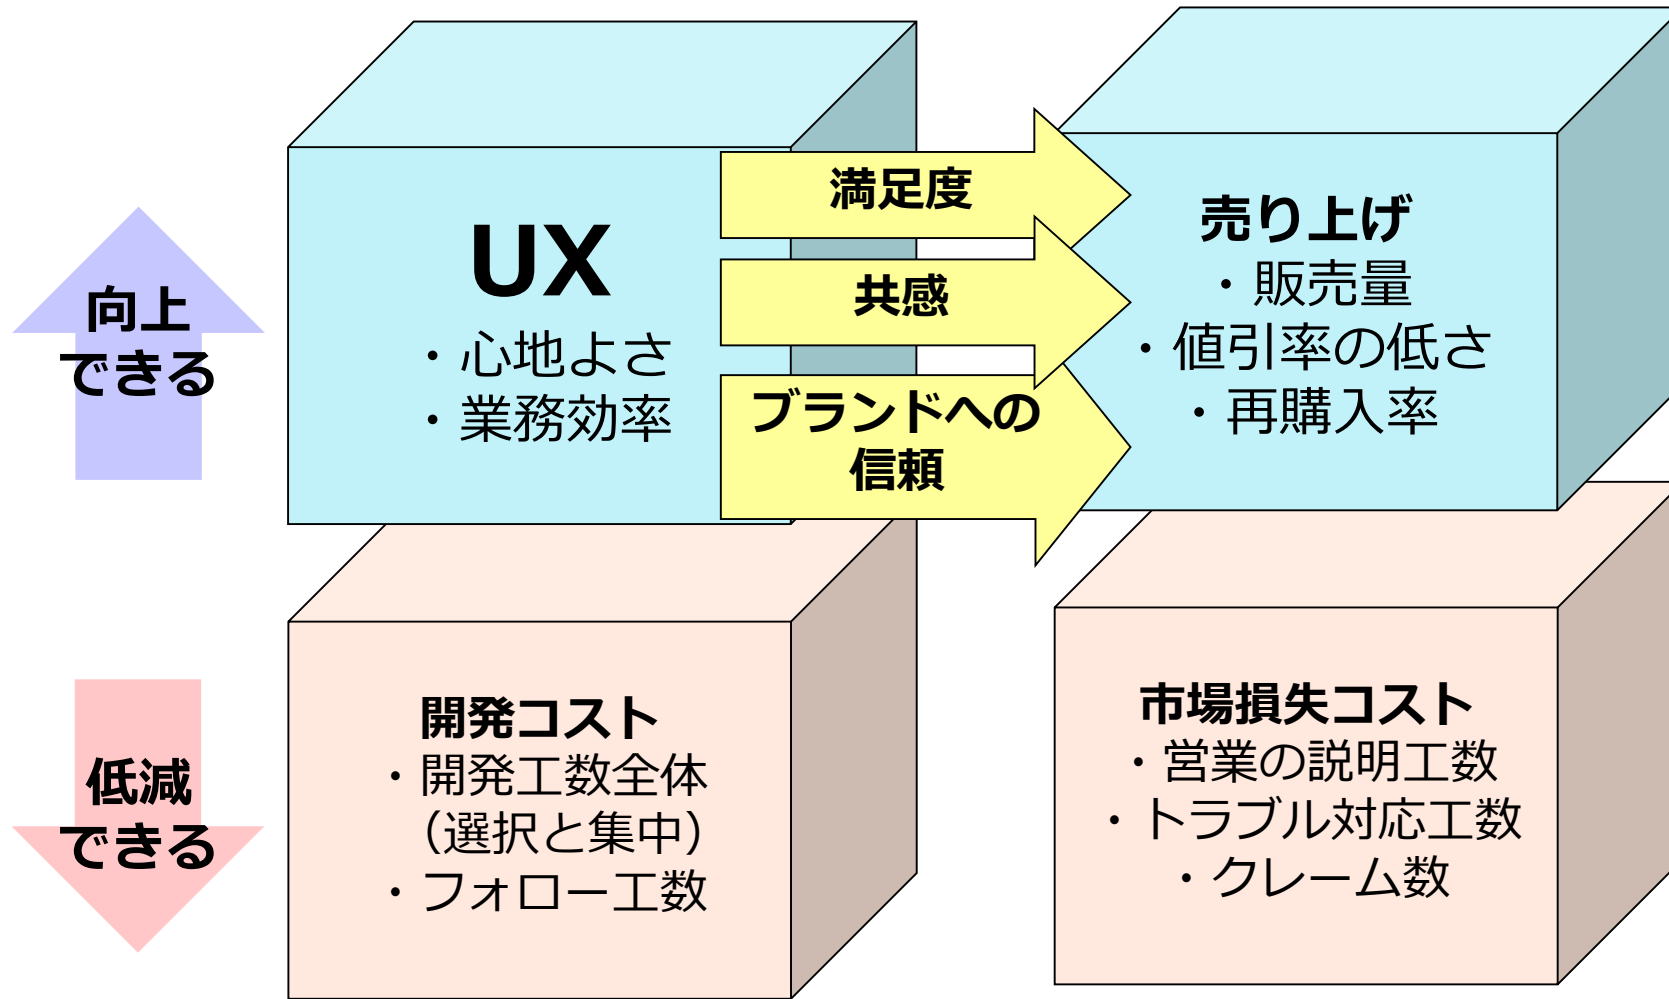 向上
できる
UX
・心地よさ
・業務効率
満足度
共感
ブランドへの
信頼
売り上げ
・販売量
・値引率の低さ
・再購入率
低減
できる
開発コスト
・開発工数全体
（選択と集中）
・フォロー工数
市場損失コスト
・営業の説明工数
・トラブル対応工数
・クレーム数